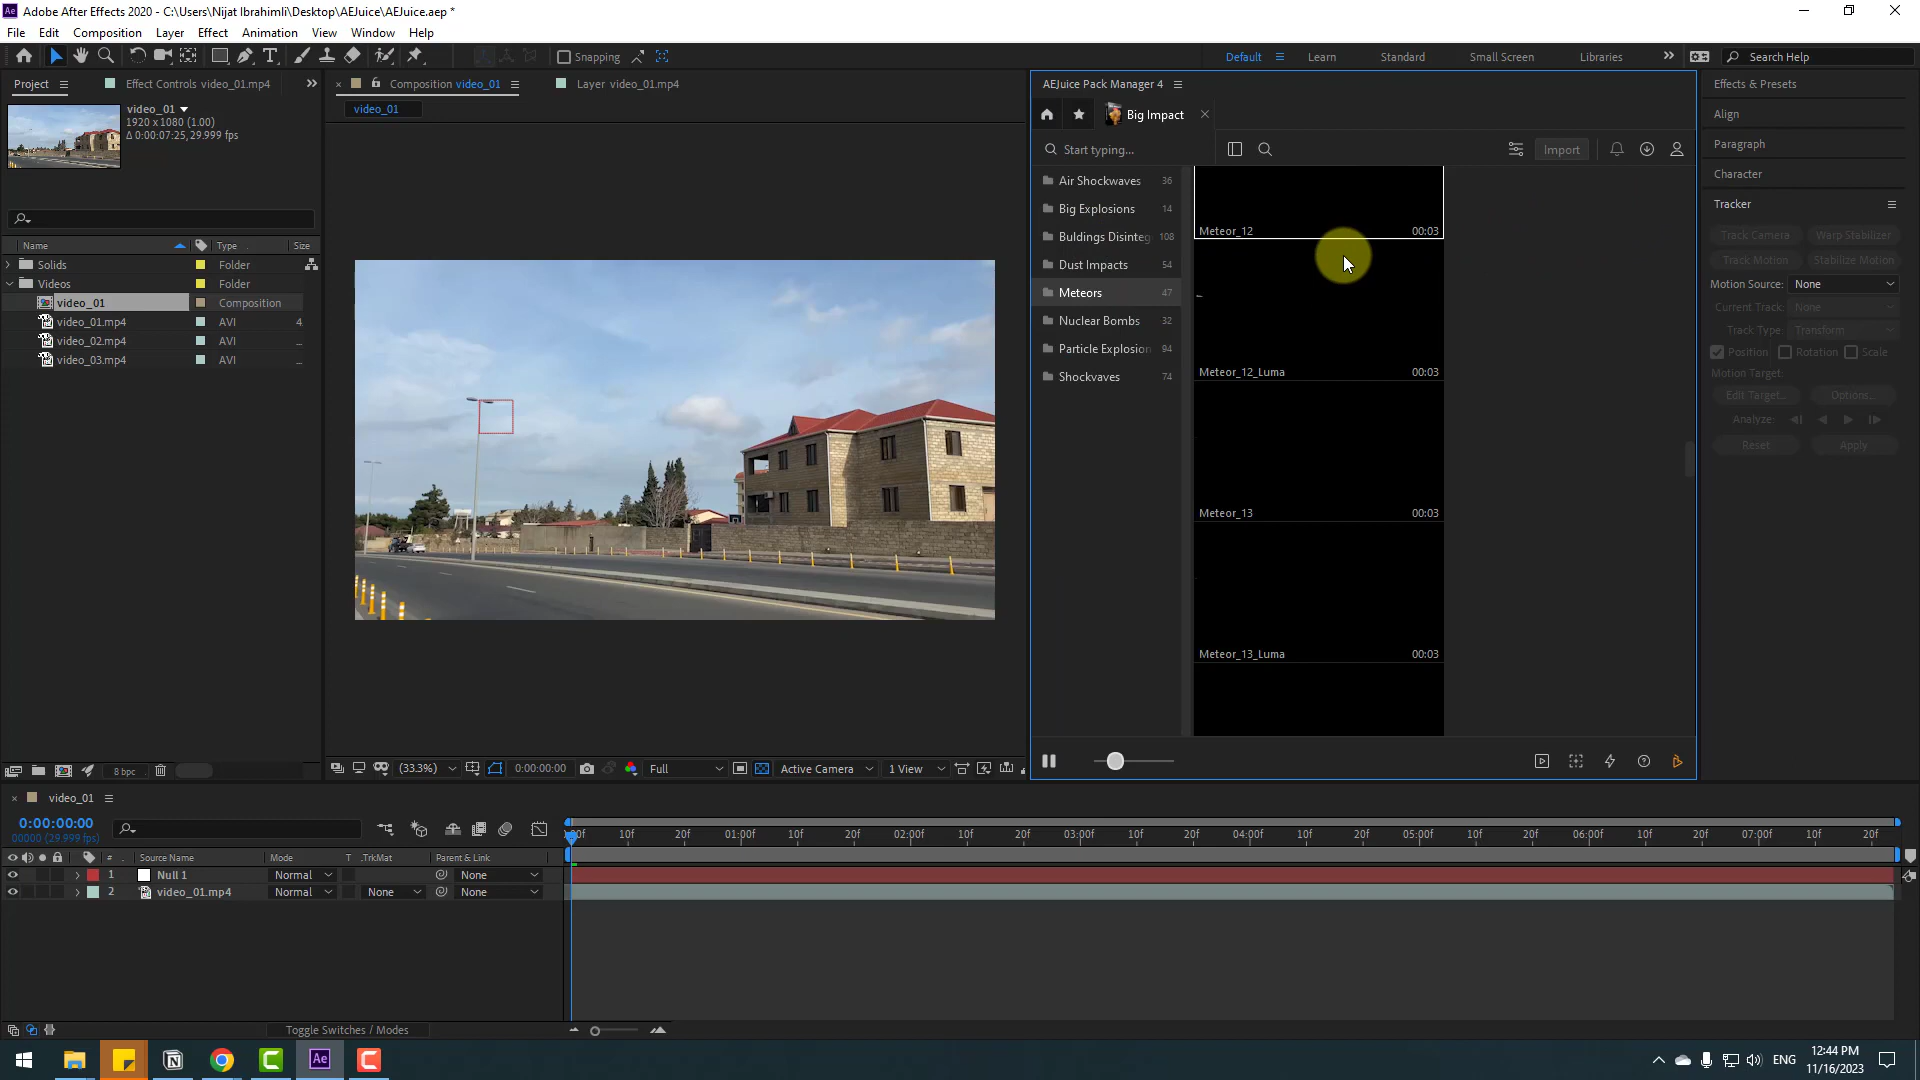 Adobe After Effects 2020 - C:\Users\Nijat Ibrahimli\Desktop\AEJuice\AEJuice.aep *
File Edit Composition Layer Effect Animation View Window Help
Snapping
Default Learn Standard Small Screen Libraries Search Help
Project
Effect Controls video_01.mp4
video_01
1920 x 1080 (1.00)
Δ 0:00:07:25, 29.999 fps
Name Type Size
Solids Folder
Videos Folder
video_01 Composition
video_01.mp4 AVI 4.
video_02.mp4 AVI ...
video_03.mp4 AVI ...
8 bpc
Composition video_01
Layer video_01.mp4
video_01
(33.3%) 0:00:00:00 Full Active Camera 1 View
AEJuice Pack Manager 4
Big Impact
Start typing...
Import
Air Shockwaves 36
Big Explosions 14
Buldings Disinteg 108
Dust Impacts 54
Meteors 47
Nuclear Bombs 32
Particle Explosion 94
Shockvaves 74
Meteor_12 00:03
Meteor_12_Luma 00:03
Meteor_13 00:03
Meteor_13_Luma 00:03
Effects & Presets
Align
Paragraph
Character
Tracker
Track Camera Warp Stabilizer
Track Motion Stabilize Motion
Motion Source: None
Current Track: None
Track Type: Transform
Position Rotation Scale
Motion Target:
Edit Target... Options...
Analyze:
Reset Apply
video_01
0:00:00:00
00000 (29.999 fps)
:00f 10f 20f 01:00f 10f 20f 02:00f 10f 20f 03:00f 10f 20f 04:00f 10f 20f 05:00f 10f 20f 06:00f 10f 20f 07:00f 10f 20f
# Source Name Mode T .TrkMat Parent & Link
1 Null 1 Normal None
2 video_01.mp4 Normal None None
Toggle Switches / Modes
Ae
ENG
12:44 PM
11/16/2023